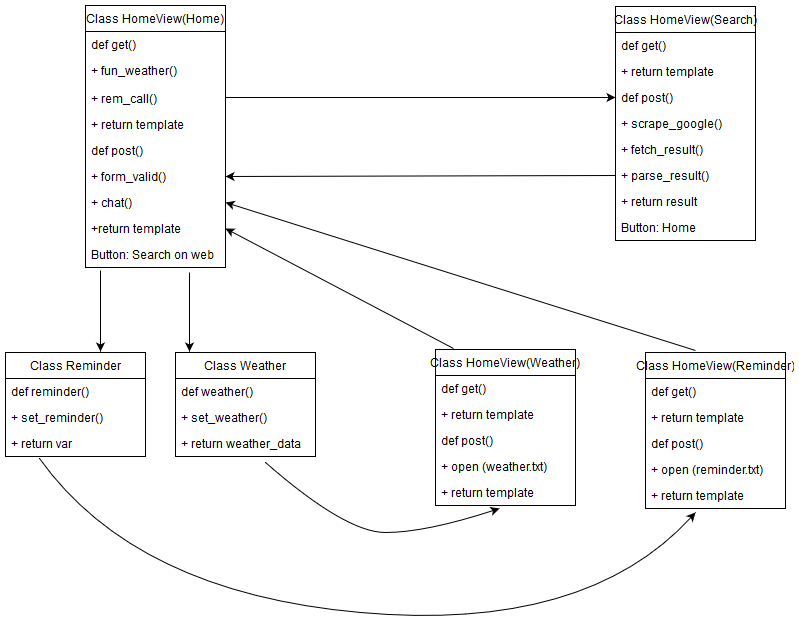 Class HomeView(Home)
def get()
+ fun_weather()
+ rem_call()
+ return template
def post()
+ form_valid()
+ chat()
+return template
Button: Search on web
Class HomeView(Search)
def get()
+ return template
def post()
+ scrape_google()
+ fetch_result()
+ parse_result()
+ return result
Button: Home
Class Reminder
def reminder()
+ set_reminder()
+ return var
Class Weather
def weather()
+ set_weather()
+ return weather_data
Class HomeView(Weather)
def get()
+ return template
def post()
+ open (weather.txt)
+ return template
Class HomeView(Reminder)
def get()
+ return template
def post()
+ open (reminder.txt)
+ return template